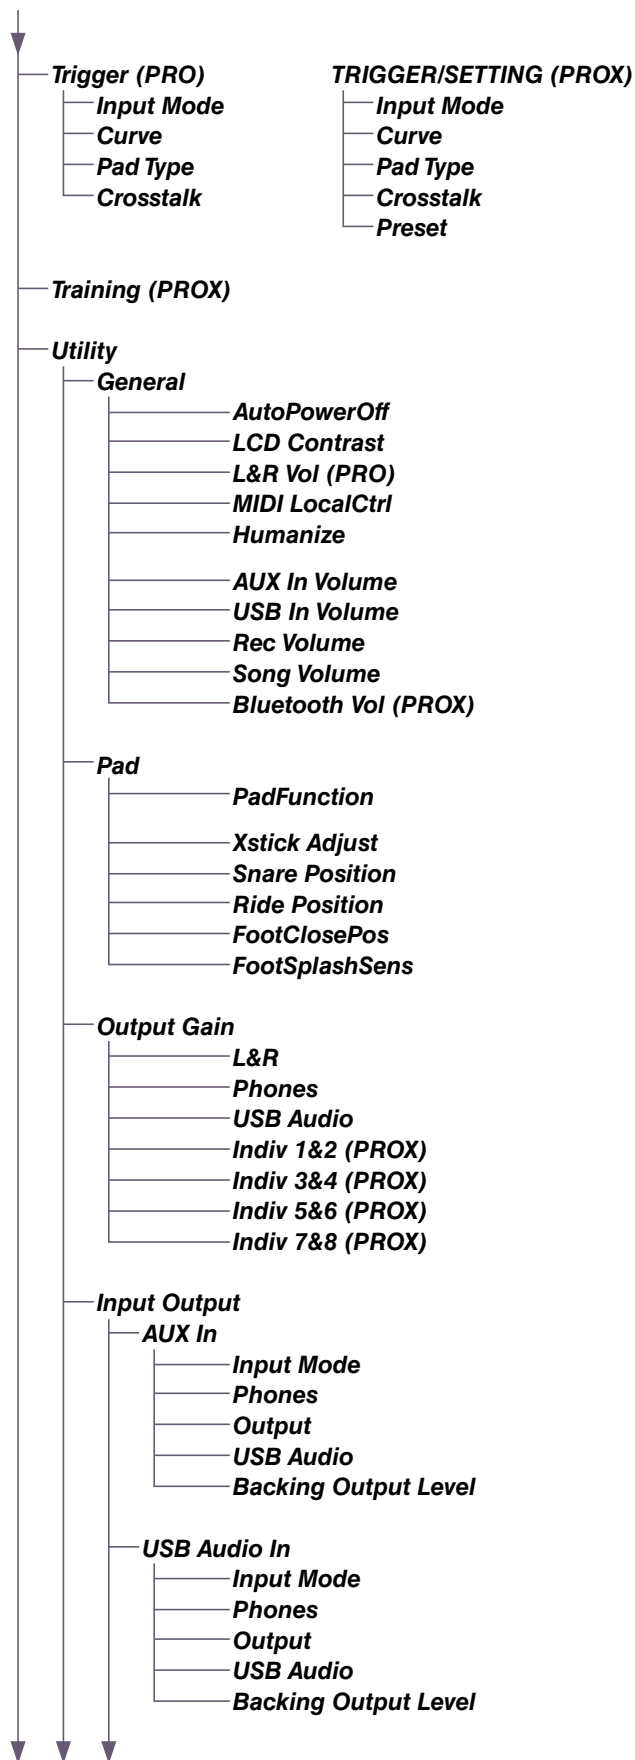 Trigger (PRO)
Input Mode
Curve
Pad Type
Crosstalk
TRIGGER/SETTING (PROX)
Input Mode
Curve
Pad Type
Crosstalk
Preset
Training (PROX)
Utility
General
AutoPowerOff
LCD Contrast
L&R Vol (PRO)
MIDI LocalCtrl
Humanize
AUX In Volume
USB In Volume
Rec Volume
Song Volume
Bluetooth Vol (PROX)
Pad
PadFunction
Xstick Adjust
Snare Position
Ride Position
FootClosePos
FootSplashSens
Output Gain
L&R
Phones
USB Audio
Indiv 1&2 (PROX)
Indiv 3&4 (PROX)
Indiv 5&6 (PROX)
Indiv 7&8 (PROX)
Input Output
AUX In
Input Mode
Phones
Output
USB Audio
Backing Output Level
USB Audio In
Input Mode
Phones
Output
USB Audio
Backing Output Level